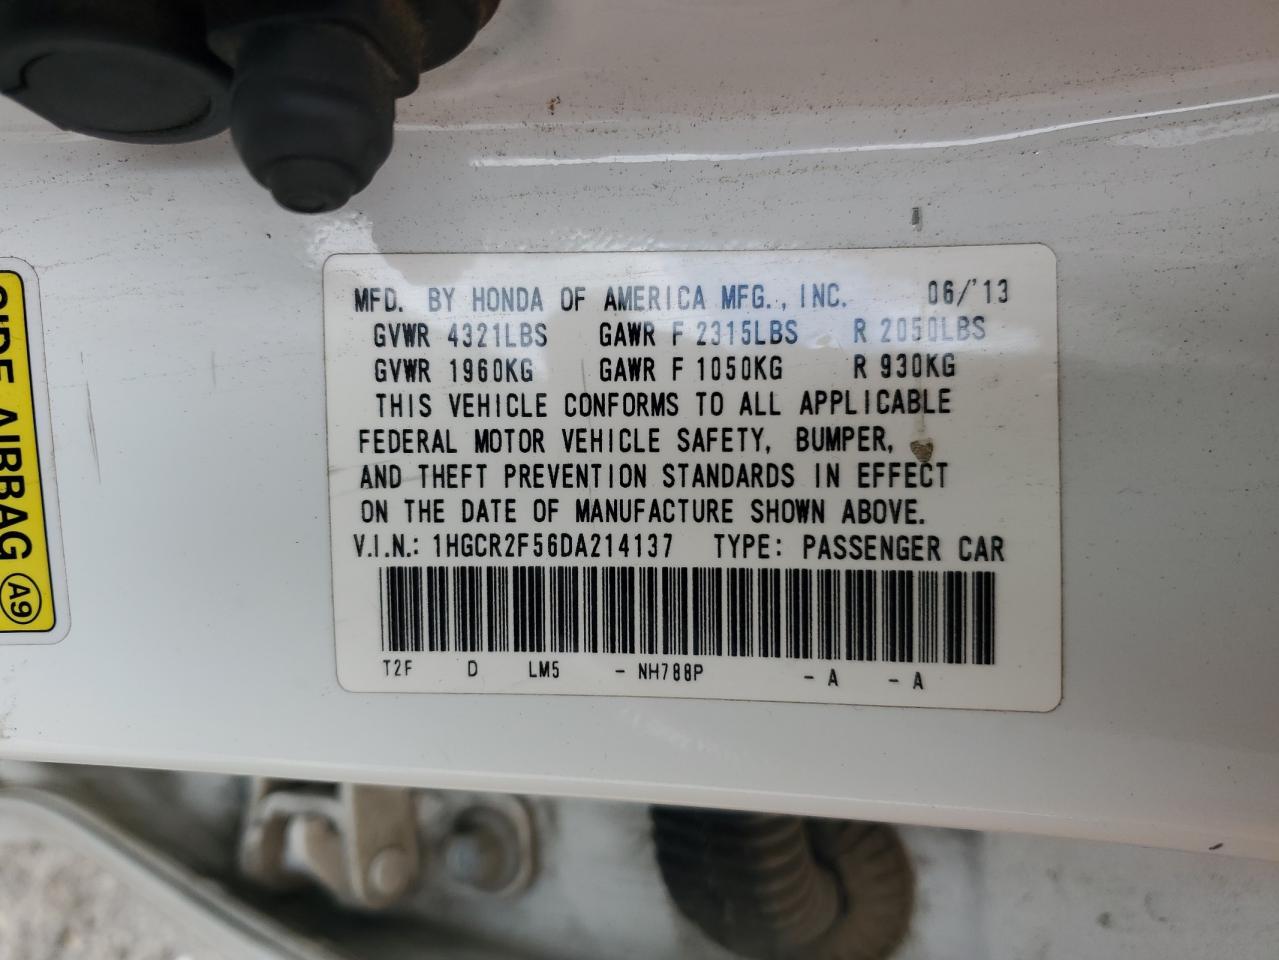 MFD. BY HONDA OF AMERICA MFG., INC. 06/'13
GVWR 4321LBS GAWR F 2315LBS R 2050LBS
GVWR 1960KG GAWR F 1050KG R 930KG
THIS VEHICLE CONFORMS TO ALL APPLICABLE
FEDERAL MOTOR VEHICLE SAFETY, BUMPER,
AND THEFT PREVENTION STANDARDS IN EFFECT
ON THE DATE OF MANUFACTURE SHOWN ABOVE.
V.I.N.: 1HGCR2F56DA214137 TYPE: PASSENGER CAR
T2F D LM5 - NH788P - A - A
SIDE AIRBAG A9